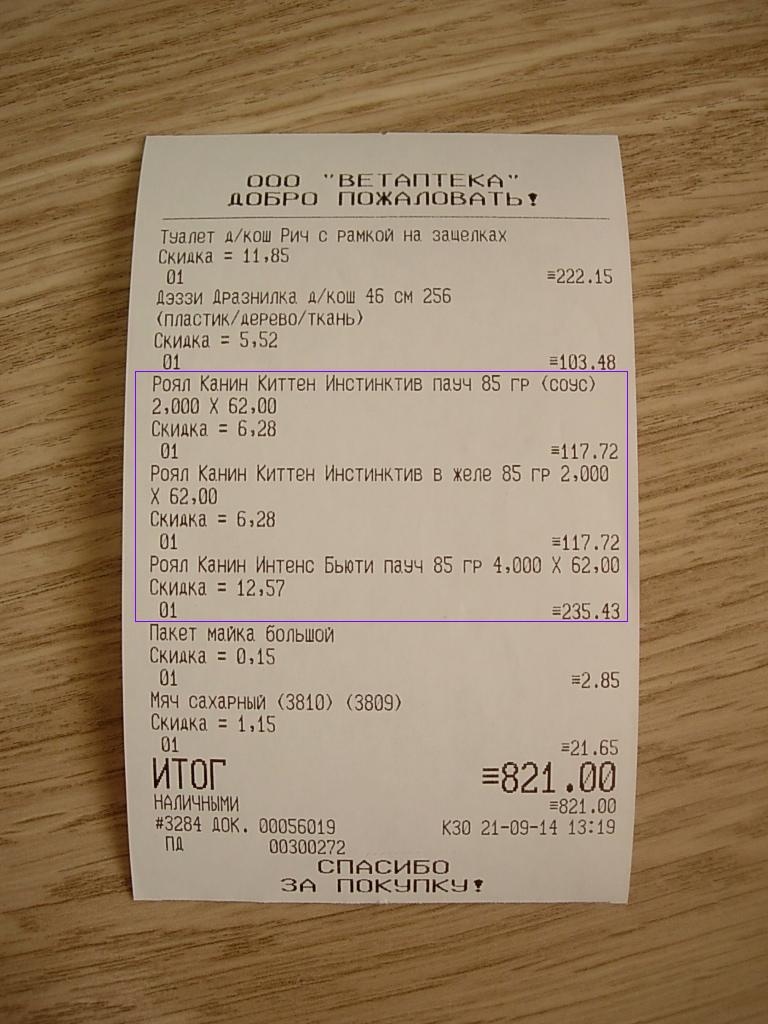 ООО "ВЕТАПТЕКА"
ДОБРО ПОЖАЛОВАТЬ!
Туалет д/кош Рич с рамкой на защелках
Скидка = 11,85
01 ≡222.15
Дэззи Дразнилка д/кош 46 см 256
(пластик/дерево/ткань)
Скидка = 5,52
01 ≡103.48
Роял Канин Киттен Инстинктив пауч 85 гр (соус)
2,000 X 62,00
Скидка = 6,28
01 ≡117.72
Роял Канин Киттен Инстинктив в желе 85 гр 2,000
X 62,00
Скидка = 6,28
01 ≡117.72
Роял Канин Интенс Бьюти пауч 85 гр 4,000 X 62,00
Скидка = 12,57
01 ≡235.43
Пакет майка большой
Скидка = 0,15
01 ≡2.85
Мяч сахарный (3810) (3809)
Скидка = 1,15
01 ≡21.65
ИТОГ ≡821.00
НАЛИЧНЫМИ ≡821.00
#3284 ДОК. 00056019 К30 21-09-14 13:19
ПД 00300272
СПАСИБО
ЗА ПОКУПКУ!